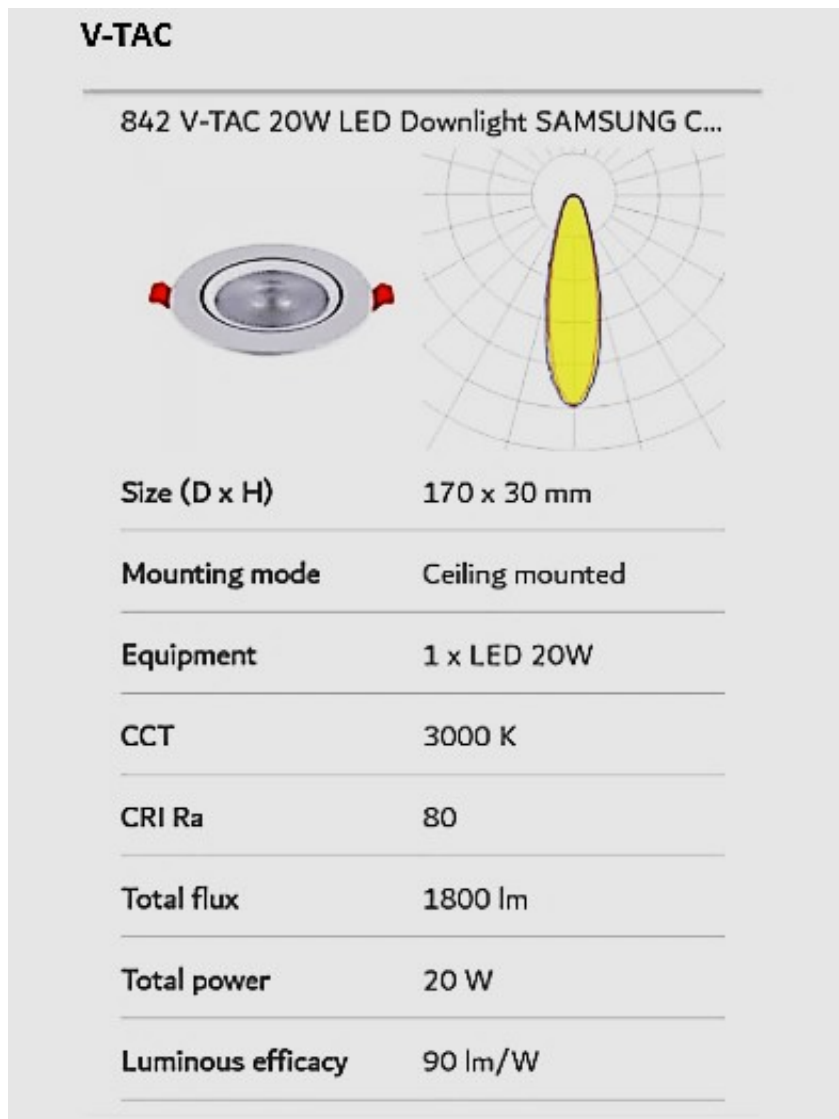 V-TAC
842 V-TAC 20W LED Downlight SAMSUNG C...
Size (D x H) 170 x 30 mm
Mounting mode Ceiling mounted
Equipment 1 x LED 20W
CCT 3000 K
CRI Ra 80
Total flux 1800 lm
Total power 20 W
Luminous efficacy 90 lm/W